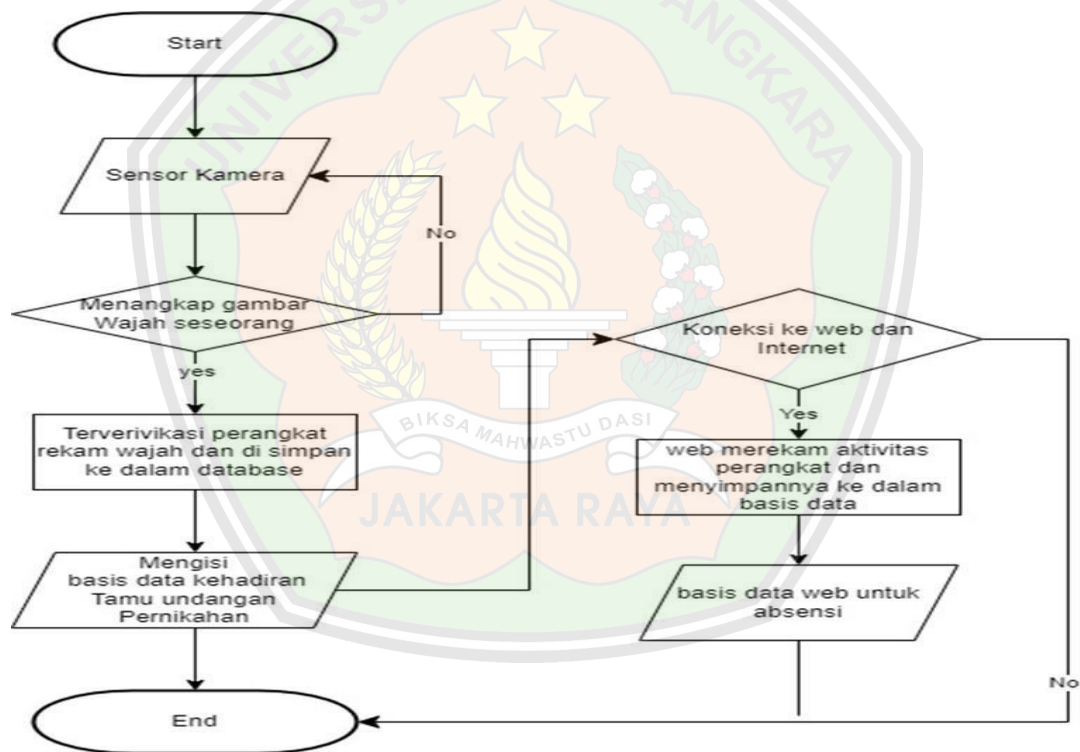 Start
Sensor Kamera
No
Menangkap gambar
Wajah seseorang
yes
Terverivikasi perangkat
rekam wajah dan di simpan
ke dalam database
Mengisi
basis data kehadiran
Tamu undangan
Pernikahan
End
Koneksi ke web dan
Internet
Yes
web merekam aktivitas
perangkat dan
menyimpannya ke dalam
basis data
basis data web untuk
absensi
No
BIKSA MAHWASTU DASI
JAKARTA RAYA